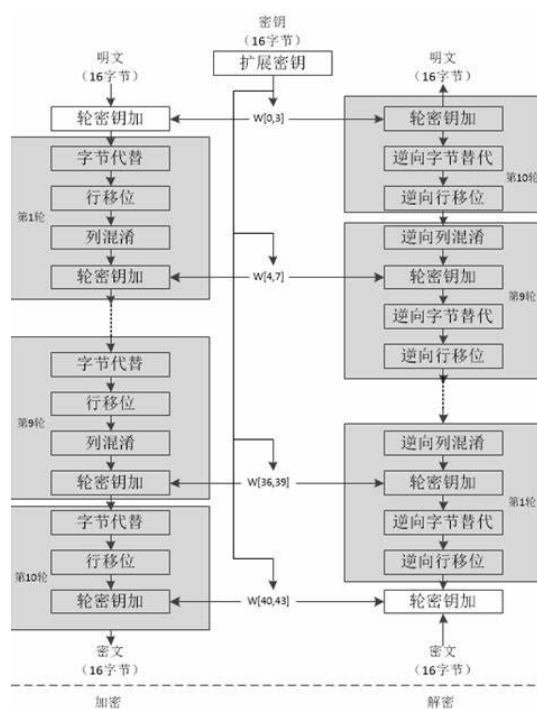 密钥
（16字节）
扩展密钥
明文
（16字节）
轮密钥加
第1轮
字节代替
行移位
列混淆
轮密钥加
第9轮
字节代替
行移位
列混淆
轮密钥加
第10轮
字节代替
行移位
轮密钥加
密文
（16字节）
加密
W[0,3]
W[4,7]
W[36,39]
W[40,43]
明文
（16字节）
轮密钥加
逆向字节替代
逆向行移位
第10轮
逆向列混淆
轮密钥加
逆向字节替代
逆向行移位
第9轮
逆向列混淆
轮密钥加
逆向字节替代
逆向行移位
第1轮
轮密钥加
密文
（16字节）
解密